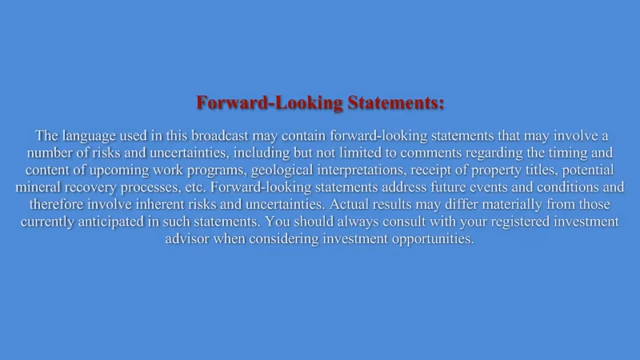 Forward-Looking Statements:
The language used in this broadcast may contain forward-looking statements that may involve a
number of risks and uncertainties, including but not limited to comments regarding the timing and
content of upcoming work programs, geological interpretations, receipt of property titles, potential
mineral recovery processes, etc. Forward-looking statements address future events and conditions and
therefore involve inherent risks and uncertainties. Actual results may differ materially from those
currently anticipated in such statements. You should always consult with your registered investment
advisor when considering investment opportunities.